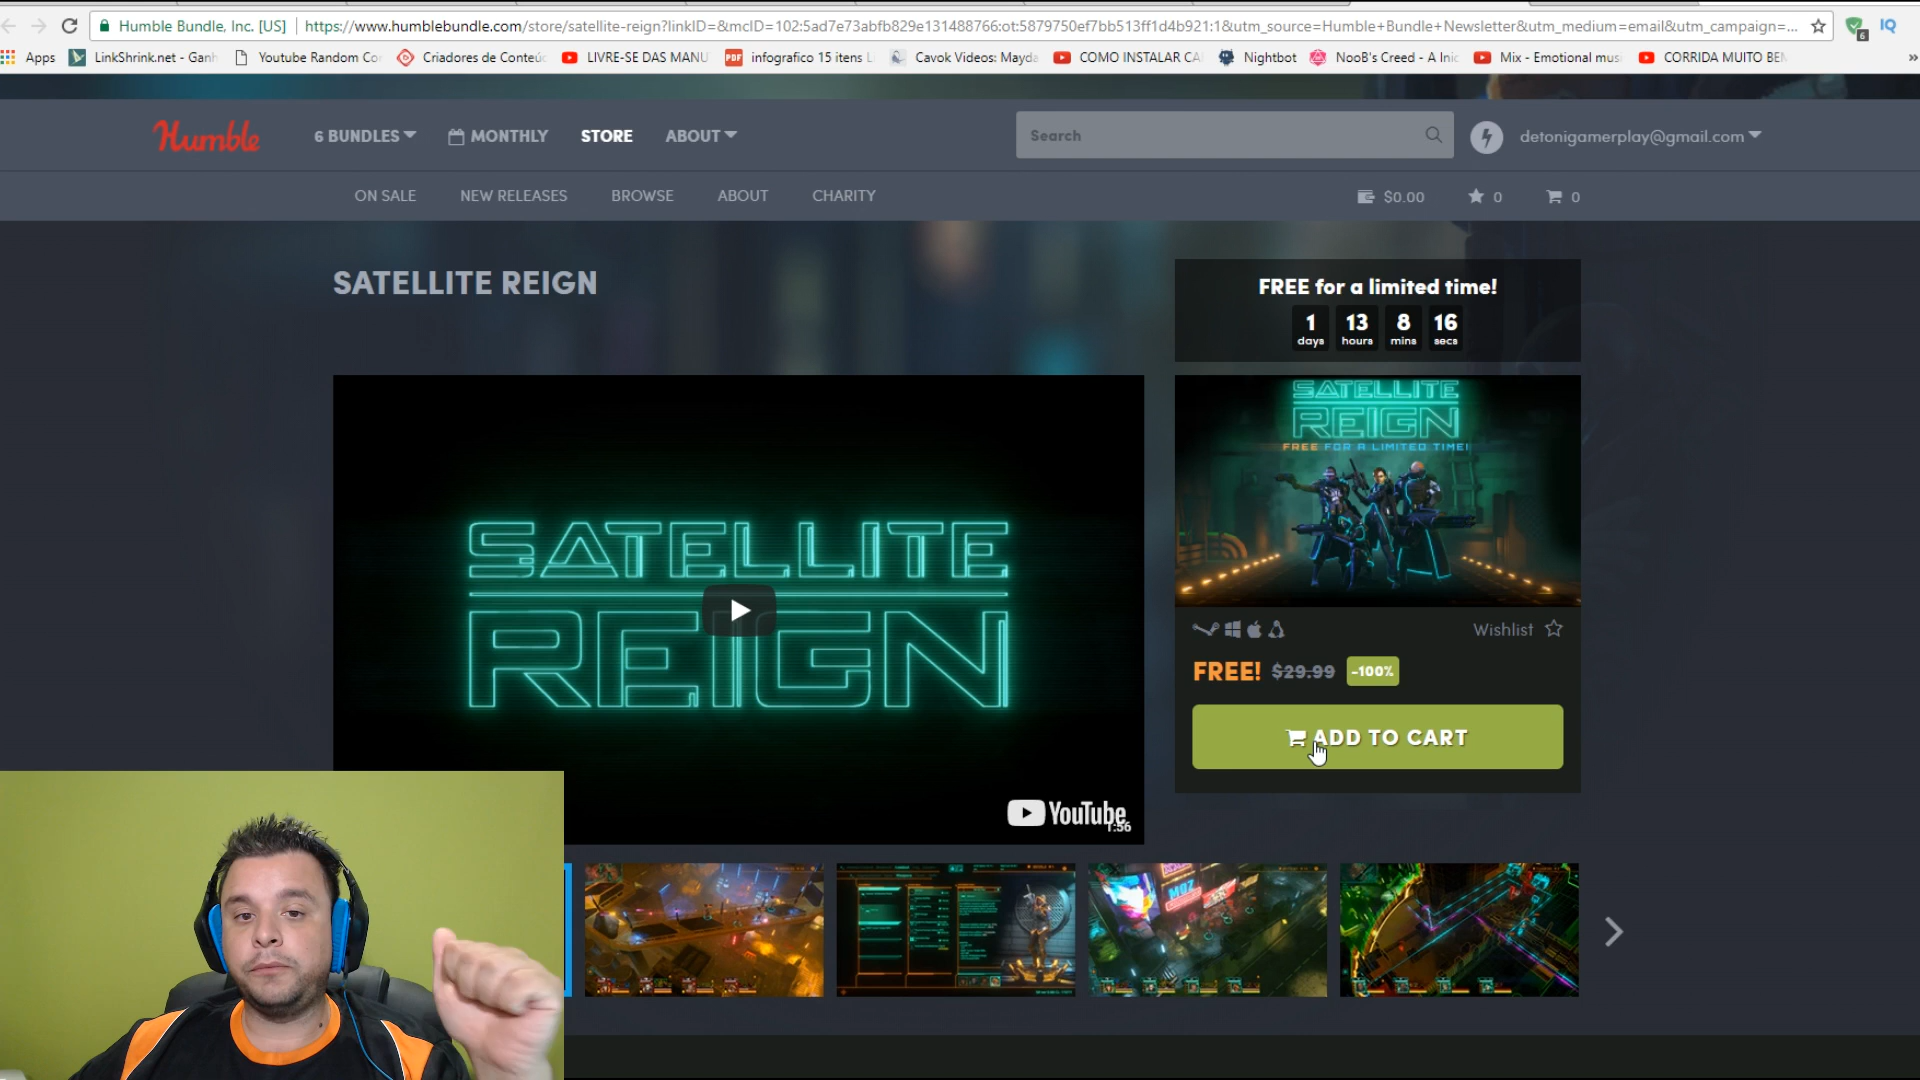 Humble Bundle, Inc. [US] https://www.humblebundle.com/store/satellite-reign?linkID=&mcID=102:5ad7e73abfb829e131488766:ot:5879750ef7bb513ff1d4b921:1&utm_source=Humble+Bundle+Newsletter&utm_medium=email&utm_campaign=... 6 IQ
Apps LinkShrink.net - Ganh Youtube Random Co Criadores de Conteúc LIVRE-SE DAS MANU PDF infografico 15 itens L Cavok Videos: Mayda COMO INSTALAR CA Nightbot NooB's Creed - A Inic Mix - Emotional mus CORRIDA MUITO BEM »
Humble 6 BUNDLES MONTHLY STORE ABOUT Search detonigamerplay@gmail.com
ON SALE NEW RELEASES BROWSE ABOUT CHARITY $0.00 0 0
SATELLITE REIGN
FREE for a limited time!
1 13 8 16
days hours mins secs
SATELLITE
REIGN
YouTube
1:56
SATELLITE
REIGN
FREE FOR A LIMITED TIME!
Wishlist
FREE! $29.99 -100%
ADD TO CART